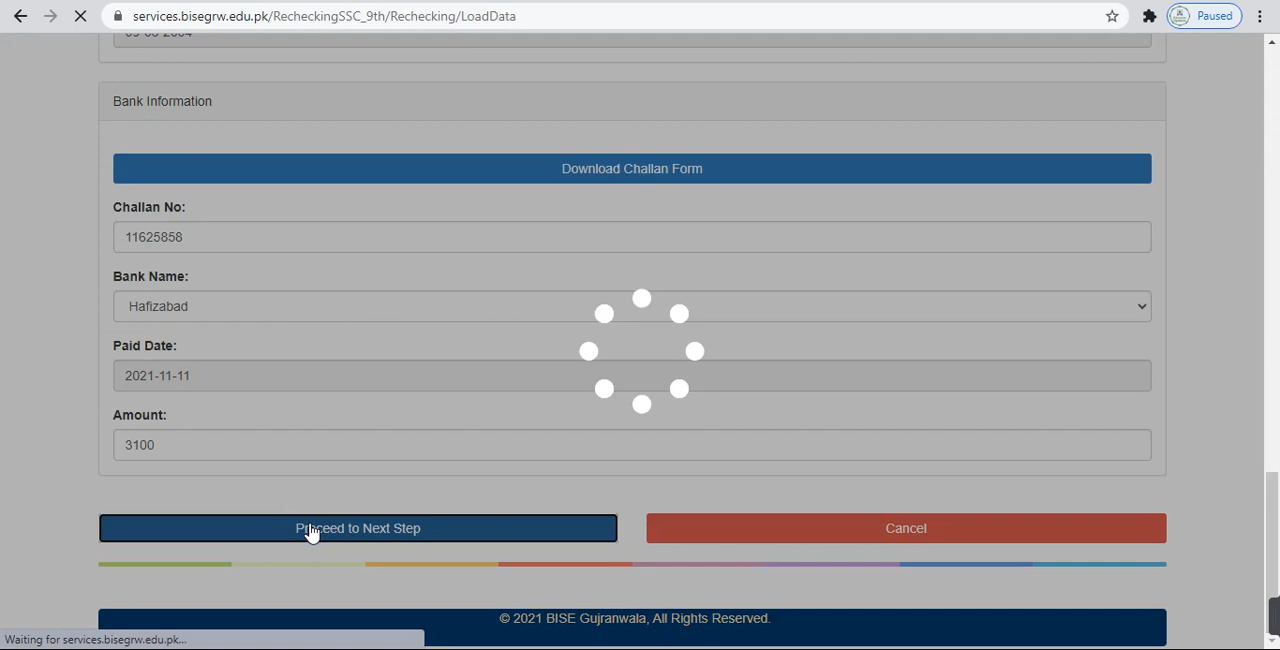 services.bisegrw.edu.pk/RecheckingSSC_9th/Rechecking/LoadData
Paused
Bank Information
Download Challan Form
Challan No:
11625858
Bank Name:
Hafizabad
Paid Date:
2021-11-11
Amount:
3100
Proceed to Next Step
Cancel
© 2021 BISE Gujranwala, All Rights Reserved.
Waiting for services.bisegrw.edu.pk...